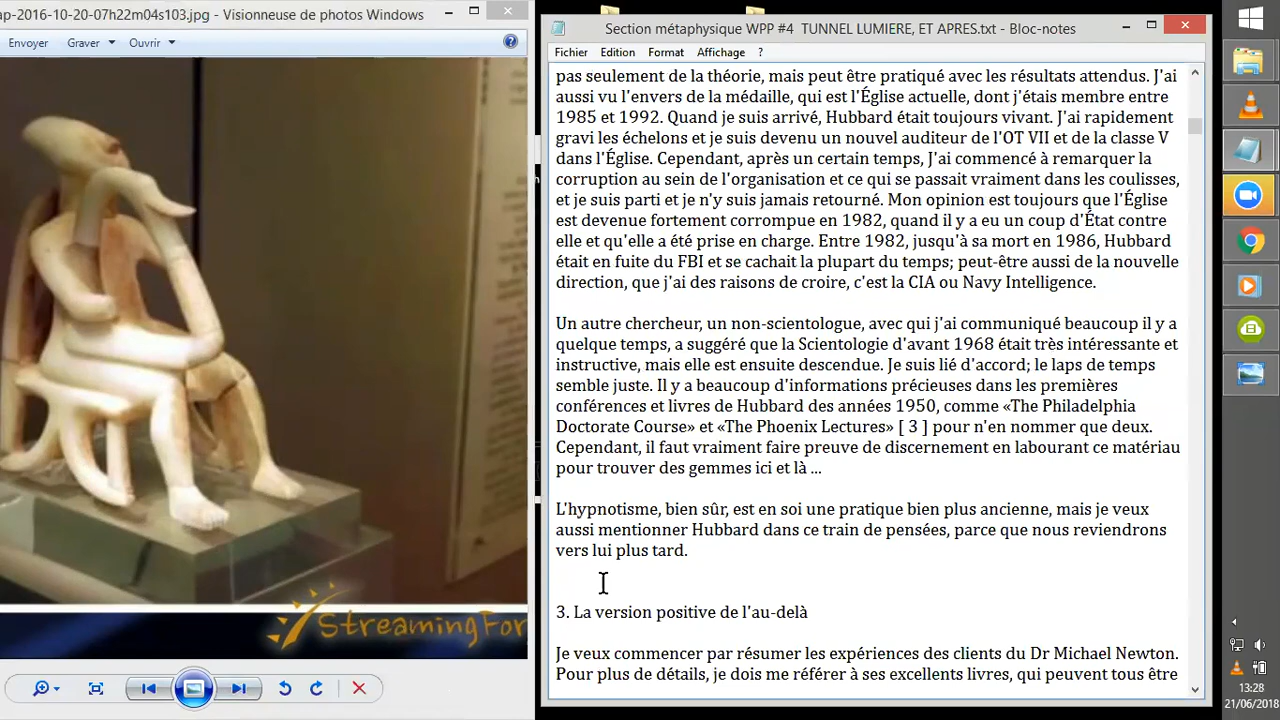 ap-2016-10-20-07h22m04s103.jpg - Visionneuse de photos Windows
Envoyer Graver Ouvrir
StreamingFor
Section métaphysique WPP #4 TUNNEL LUMIERE, ET APRES.txt - Bloc-notes
Fichier Edition Format Affichage ?
pas seulement de la théorie, mais peut être pratiqué avec les résultats attendus. J'ai
aussi vu l'envers de la médaille, qui est l'Église actuelle, dont j'étais membre entre
1985 et 1992. Quand je suis arrivé, Hubbard était toujours vivant. J'ai rapidement
gravi les échelons et je suis devenu un nouvel auditeur de l'OT VII et de la classe V
dans l'Église. Cependant, après un certain temps, J'ai commencé à remarquer la
corruption au sein de l'organisation et ce qui se passait vraiment dans les coulisses,
et je suis parti et je n'y suis jamais retourné. Mon opinion est toujours que l'Église
est devenue fortement corrompue en 1982, quand il y a eu un coup d'État contre
elle et qu'elle a été prise en charge. Entre 1982, jusqu'à sa mort en 1986, Hubbard
était en fuite du FBI et se cachait la plupart du temps; peut-être aussi de la nouvelle
direction, que j'ai des raisons de croire, c'est la CIA ou Navy Intelligence.
Un autre chercheur, un non-scientologue, avec qui j'ai communiqué beaucoup il y a
quelque temps, a suggéré que la Scientologie d'avant 1968 était très intéressante et
instructive, mais elle est ensuite descendue. Je suis lié d'accord; le laps de temps
semble juste. Il y a beaucoup d'informations précieuses dans les premières
conférences et livres de Hubbard des années 1950, comme «The Philadelphia
Doctorate Course» et «The Phoenix Lectures» [ 3 ] pour n'en nommer que deux.
Cependant, il faut vraiment faire preuve de discernement en labourant ce matériau
pour trouver des gemmes ici et là ...
L'hypnotisme, bien sûr, est en soi une pratique bien plus ancienne, mais je veux
aussi mentionner Hubbard dans ce train de pensées, parce que nous reviendrons
vers lui plus tard.
3. La version positive de l'au-delà
Je veux commencer par résumer les expériences des clients du Dr Michael Newton.
Pour plus de détails, je dois me référer à ses excellents livres, qui peuvent tous être
13:28
21/06/2018